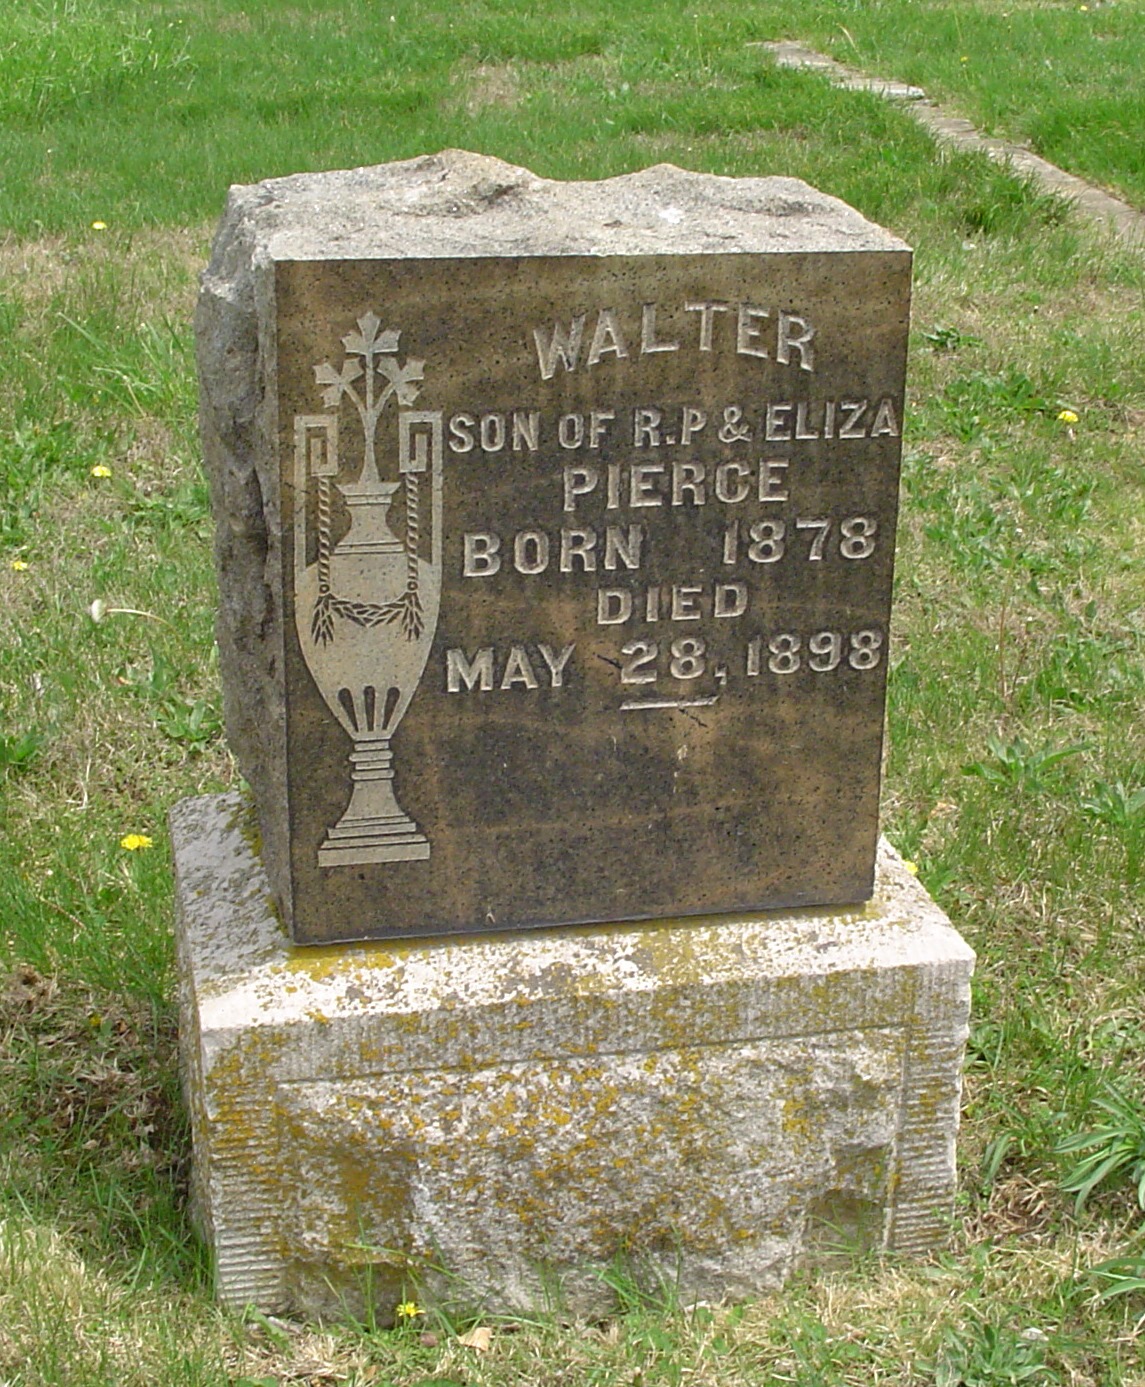 WALTER
SON OF R.P & ELIZA
PIERCE
BORN 1878
DIED
MAY 28, 1898